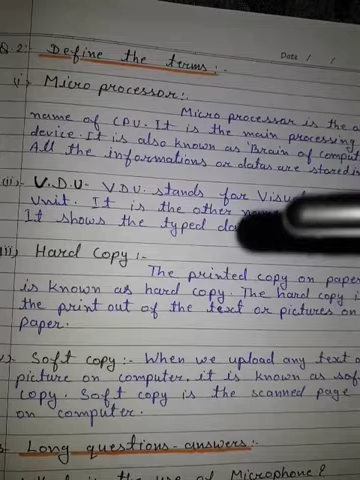 Q.2:- Define the terms:-
Date / /
(i) Micro processor:-
Micro processor is the
name of CPU. It is the main processing
device. It is also known as 'Brain of
All the informations or datas are stored
(ii) V.D.U- VDU stands for
unit. It is the other
It shows the typed
Hard Copy :-
The printed copy on paper
is known as hard copy. The hard copy
the print out of the text or pictures on
paper.
Soft copy :- When we upload any text
picture on computer, it is known as
copy. Soft copy is the scanned page
on computer.
Long questions-answers:-
is the use of Microphone?